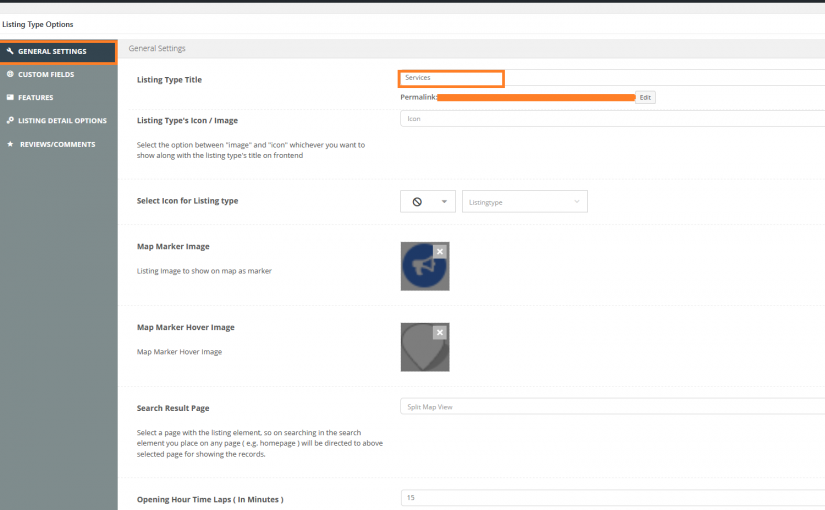 Listing Type Options
GENERAL SETTINGS
CUSTOM FIELDS
FEATURES
LISTING DETAIL OPTIONS
REVIEWS/COMMENTS
General Settings
Listing Type Title
Services
Permalink:
Edit
Listing Type's Icon / Image
Icon
Select the option between "image" and "icon" whichever you want to
show along with the listing type's title on frontend
Select Icon for Listing type
Listingtype
Map Marker Image
Listing Image to show on map as marker
Map Marker Hover Image
Map Marker Hover Image
Search Result Page
Split Map View
Select a page with the listing element, so on searching in the search
element you place on any page ( e.g. homepage ) will be directed to above
selected page for showing the records.
Opening Hour Time Laps ( In Minutes )
15